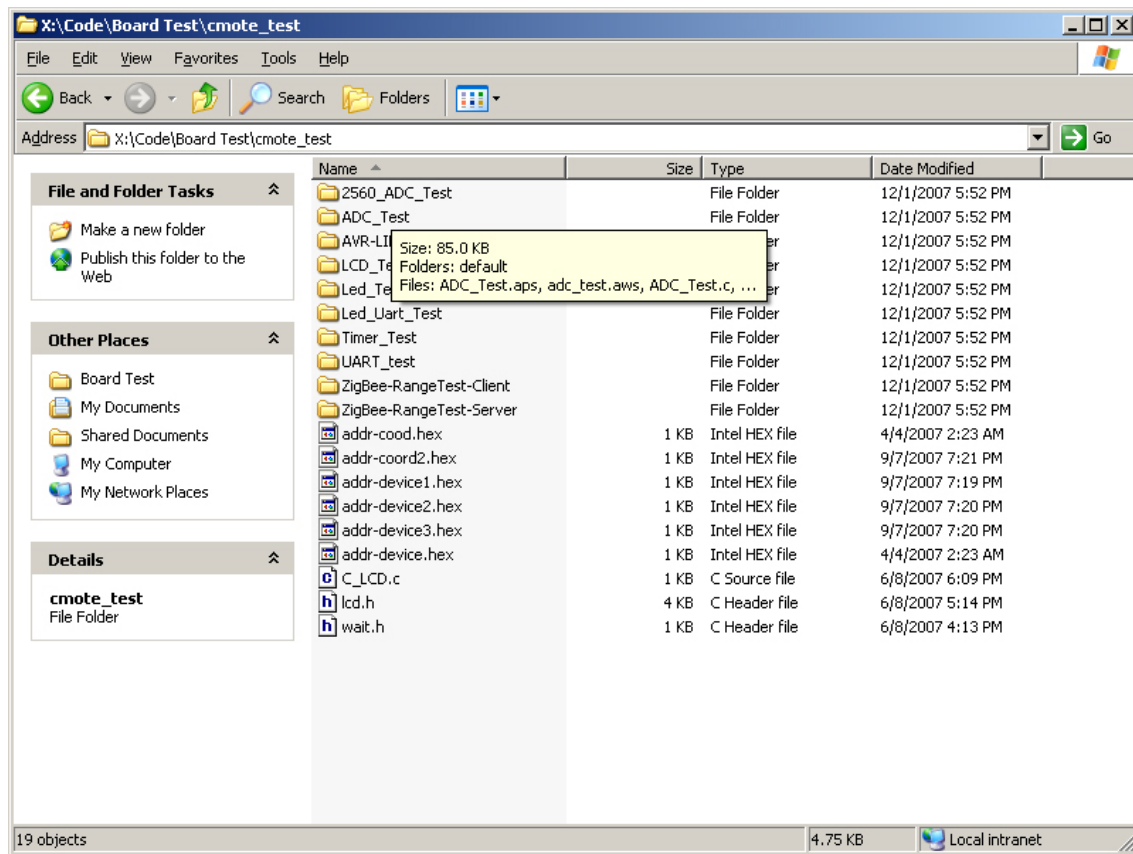 X:\Code\Board Test\cmote_test
File Edit View Favorites Tools Help
Back Search Folders
Address X:\Code\Board Test\cmote_test Go
File and Folder Tasks
Make a new folder
Publish this folder to the
Web
Other Places
Board Test
My Documents
Shared Documents
My Computer
My Network Places
Details
cmote_test
File Folder
Name Size Type Date Modified
2560_ADC_Test File Folder 12/1/2007 5:52 PM
ADC_Test File Folder 12/1/2007 5:52 PM
AVR-LI er 12/1/2007 5:52 PM
LCD_Te er 12/1/2007 5:52 PM
Led_Te er 12/1/2007 5:52 PM
Size: 85.0 KB
Folders: default
Files: ADC_Test.aps, adc_test.aws, ADC_Test.c, ...
Led_Uart_Test File Folder 12/1/2007 5:52 PM
Timer_Test File Folder 12/1/2007 5:52 PM
UART_test File Folder 12/1/2007 5:52 PM
ZigBee-RangeTest-Client File Folder 12/1/2007 5:52 PM
ZigBee-RangeTest-Server File Folder 12/1/2007 5:52 PM
addr-cood.hex 1 KB Intel HEX file 4/4/2007 2:23 AM
addr-coord2.hex 1 KB Intel HEX file 9/7/2007 7:21 PM
addr-device1.hex 1 KB Intel HEX file 9/7/2007 7:19 PM
addr-device2.hex 1 KB Intel HEX file 9/7/2007 7:20 PM
addr-device3.hex 1 KB Intel HEX file 9/7/2007 7:20 PM
addr-device.hex 1 KB Intel HEX file 4/4/2007 2:23 AM
C_LCD.c 1 KB C Source file 6/8/2007 6:09 PM
lcd.h 4 KB C Header file 6/8/2007 5:14 PM
wait.h 1 KB C Header file 6/8/2007 4:13 PM
19 objects 4.75 KB Local intranet